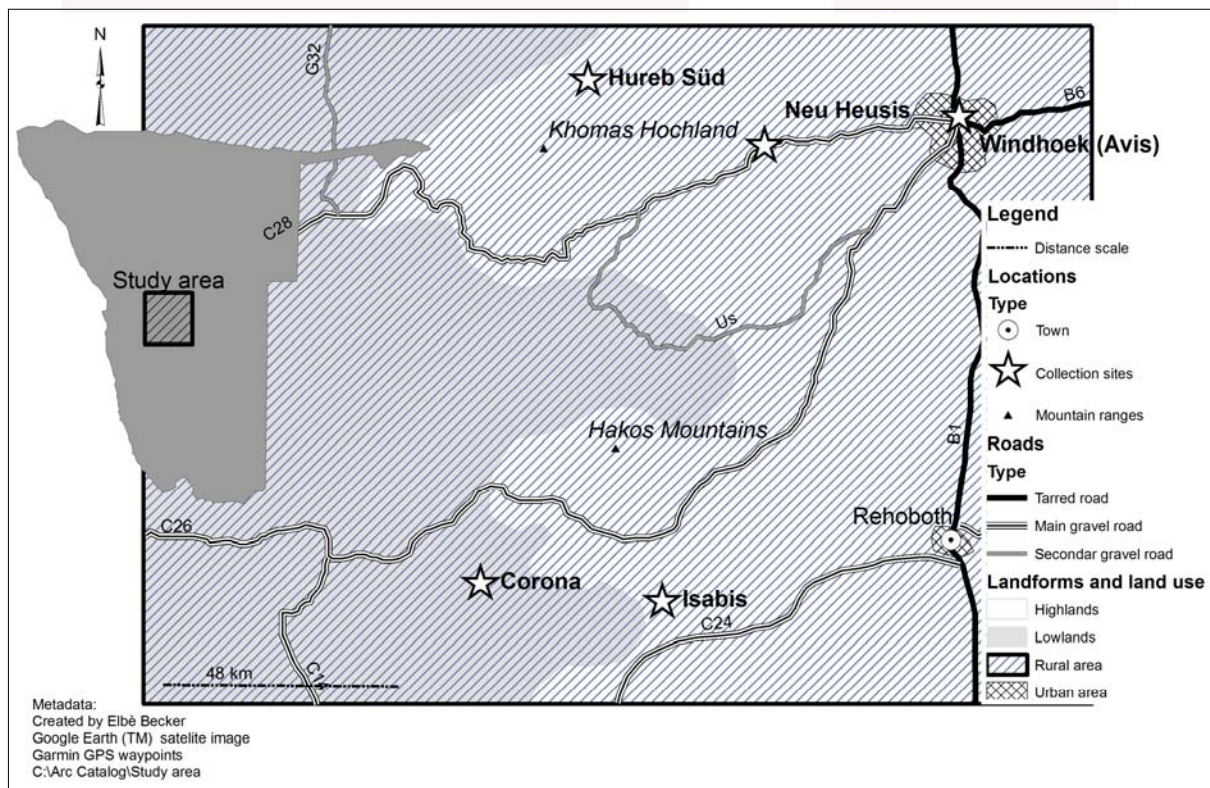 N
G32
Hureb Süd
Neu Heusis
B6
Khomas Hochland
Windhoek (Avis)
C28
Study area
Us
Hakos Mountains
B1
C26
Rehoboth
Corona
Isabis
C24
C14
48 km
Legend
Distance scale
Locations
Type
Town
Collection sites
Mountain ranges
Roads
Type
Tarred road
Main gravel road
Secondar gravel road
Landforms and land use
Highlands
Lowlands
Rural area
Urban area
Metadata:
Created by Elbè Becker
Google Earth (TM) satelite image
Garmin GPS waypoints
C:\Arc Catalog\Study area